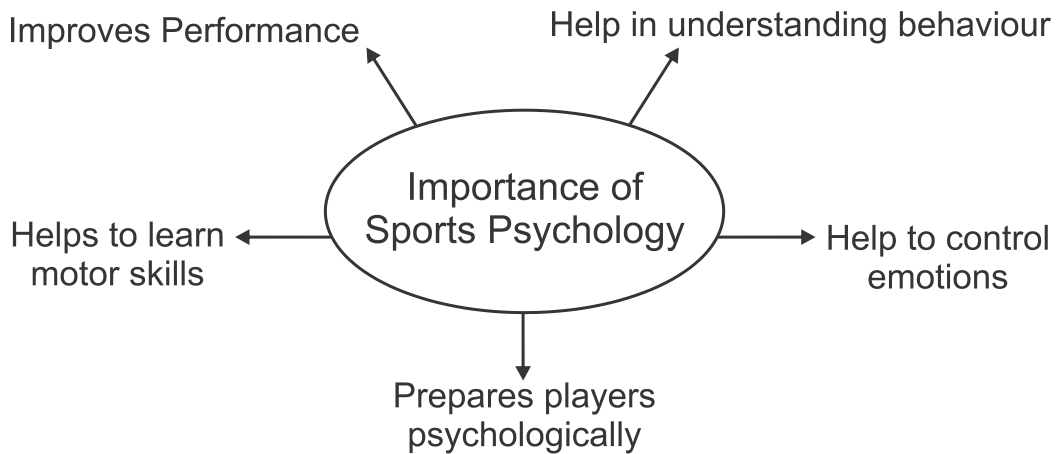 Improves Performance
Help in understanding behaviour
Importance of
Sports Psychology
Helps to learn
motor skills
Help to control
emotions
Prepares players
psychologically